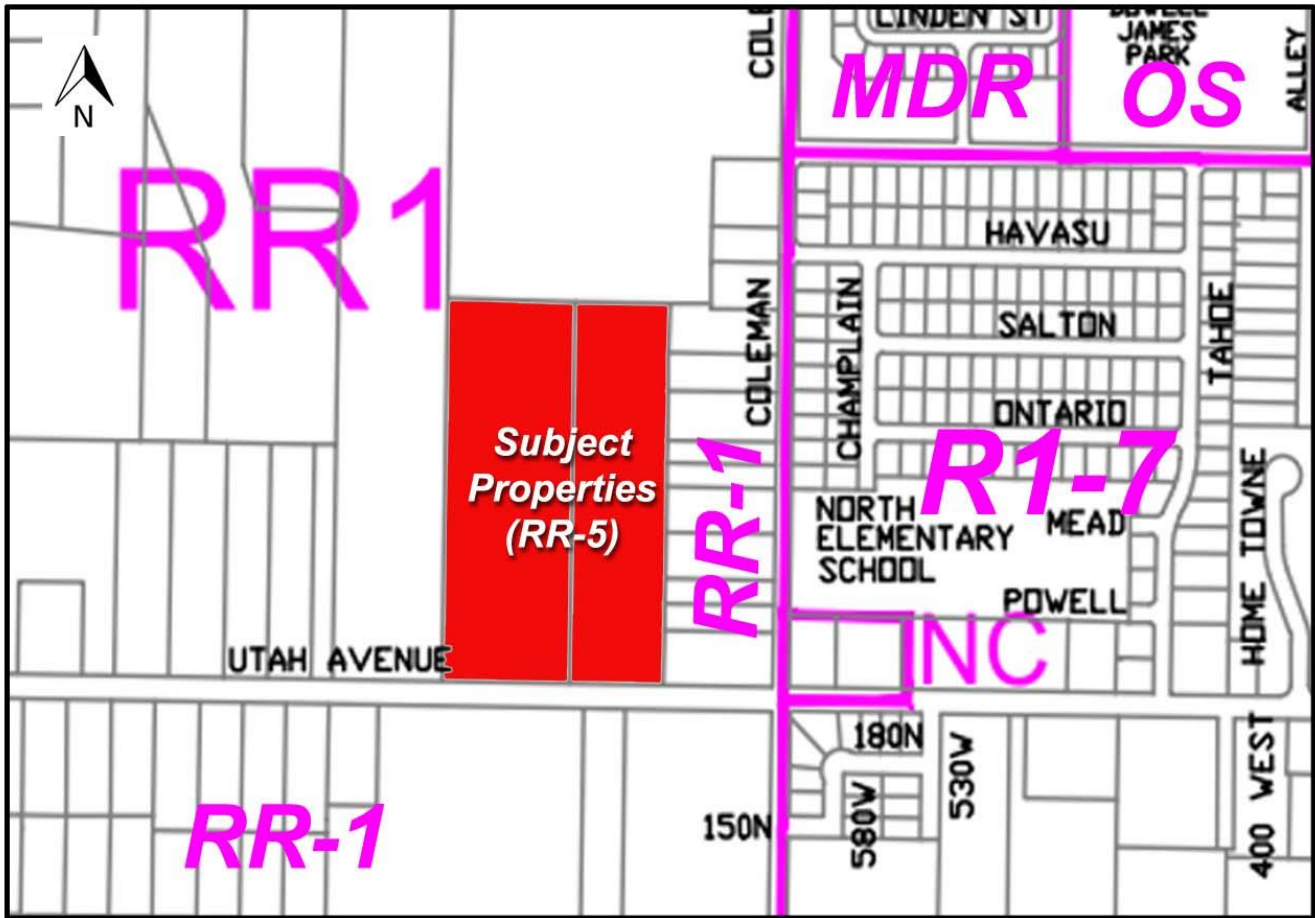 COLE
LINDEN ST
JAMES
PARK
ALLEY
N
MDR
OS
RR1
HAVASU
COLEMAN
CHAMPLAIN
SALTON
TAHOE
ONTARIO
Subject
Properties
(RR-5)
RR-1
R1-7
NORTH
ELEMENTARY
SCHOOL
MEAD
POWELL
HOME TOWNE
UTAH AVENUE
NC
180N
530W
580W
150N
400 WEST
RR-1